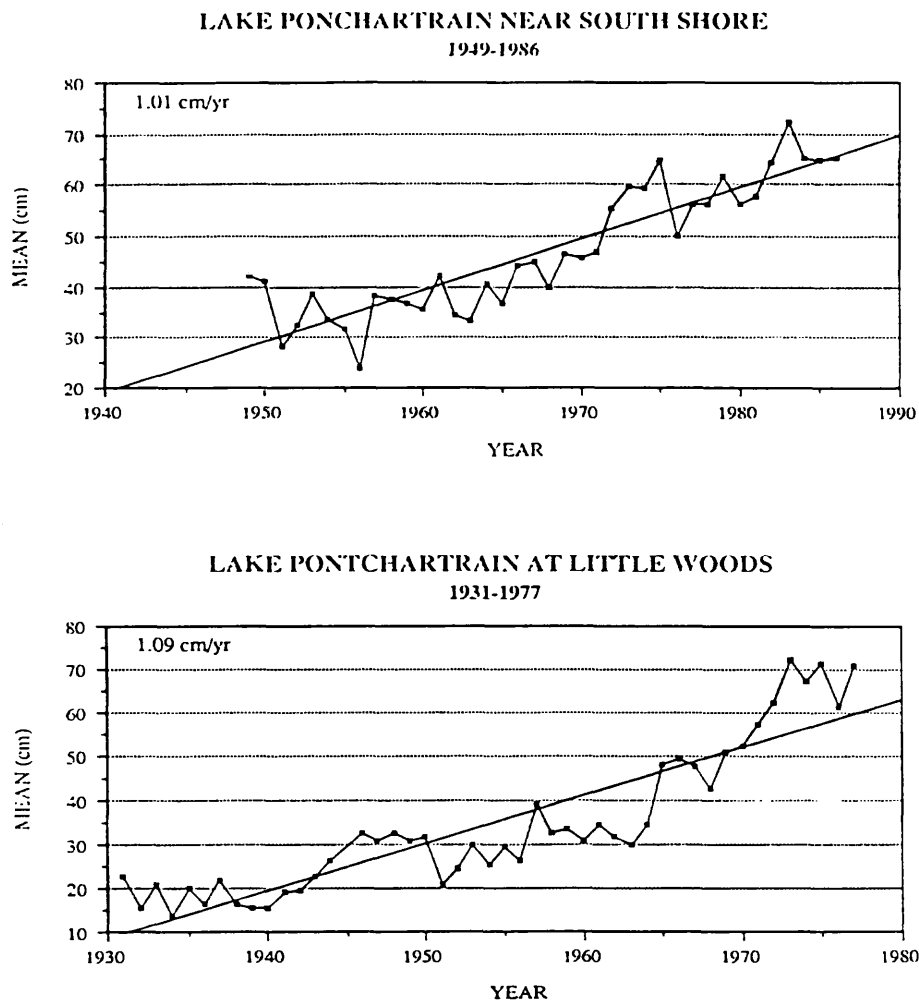 LAKE PONCHARTRAIN NEAR SOUTH SHORE
1949-1986
1.01 cm/yr
MEAN (cm)
80
70
60
50
40
30
20
1940 1950 1960 1970 1980 1990
YEAR
LAKE PONTCHARTRAIN AT LITTLE WOODS
1931-1977
1.09 cm/yr
MEAN (cm)
80
70
60
50
40
30
20
10
1930 1940 1950 1960 1970 1980
YEAR